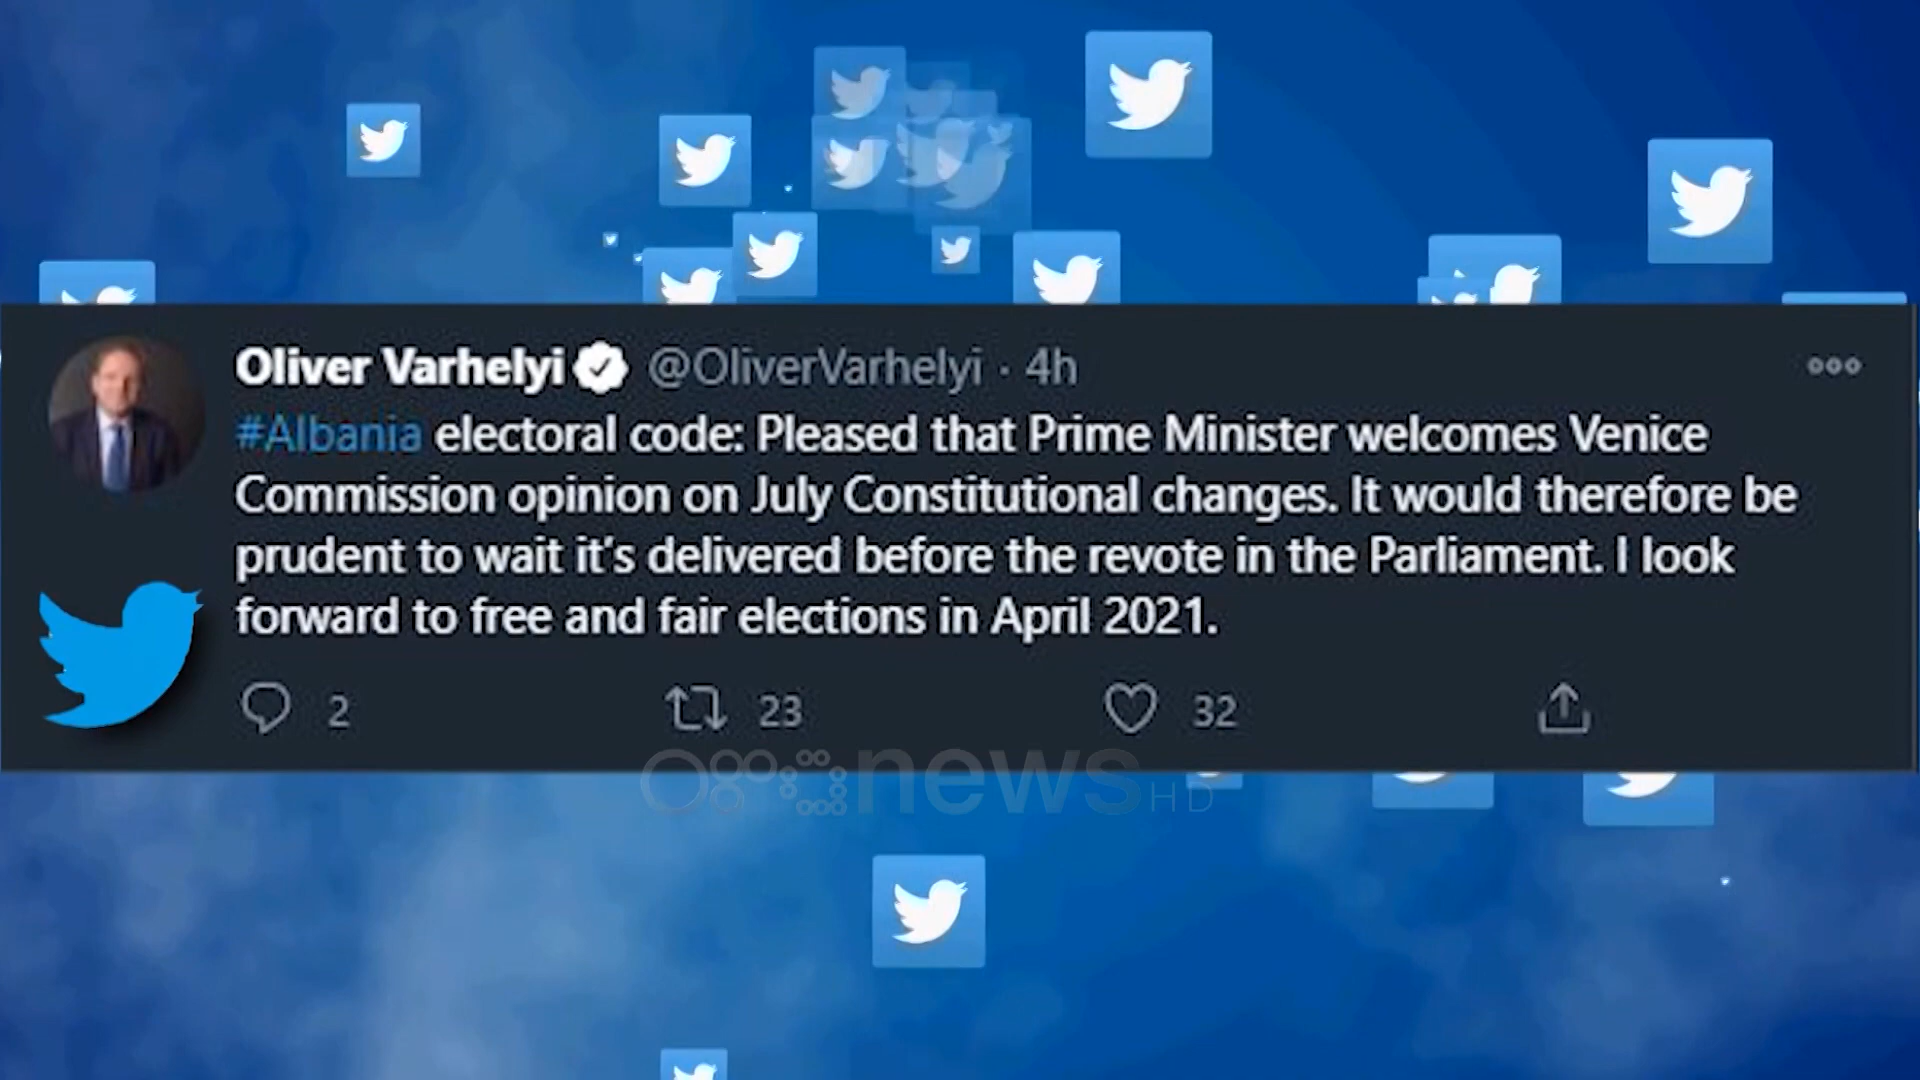 Oliver Varhelyi @OliverVarhelyi · 4h
#Albania electoral code: Pleased that Prime Minister welcomes Venice
Commission opinion on July Constitutional changes. It would therefore be
prudent to wait it's delivered before the revote in the Parliament. I look
forward to free and fair elections in April 2021.
2 23 32
news HD